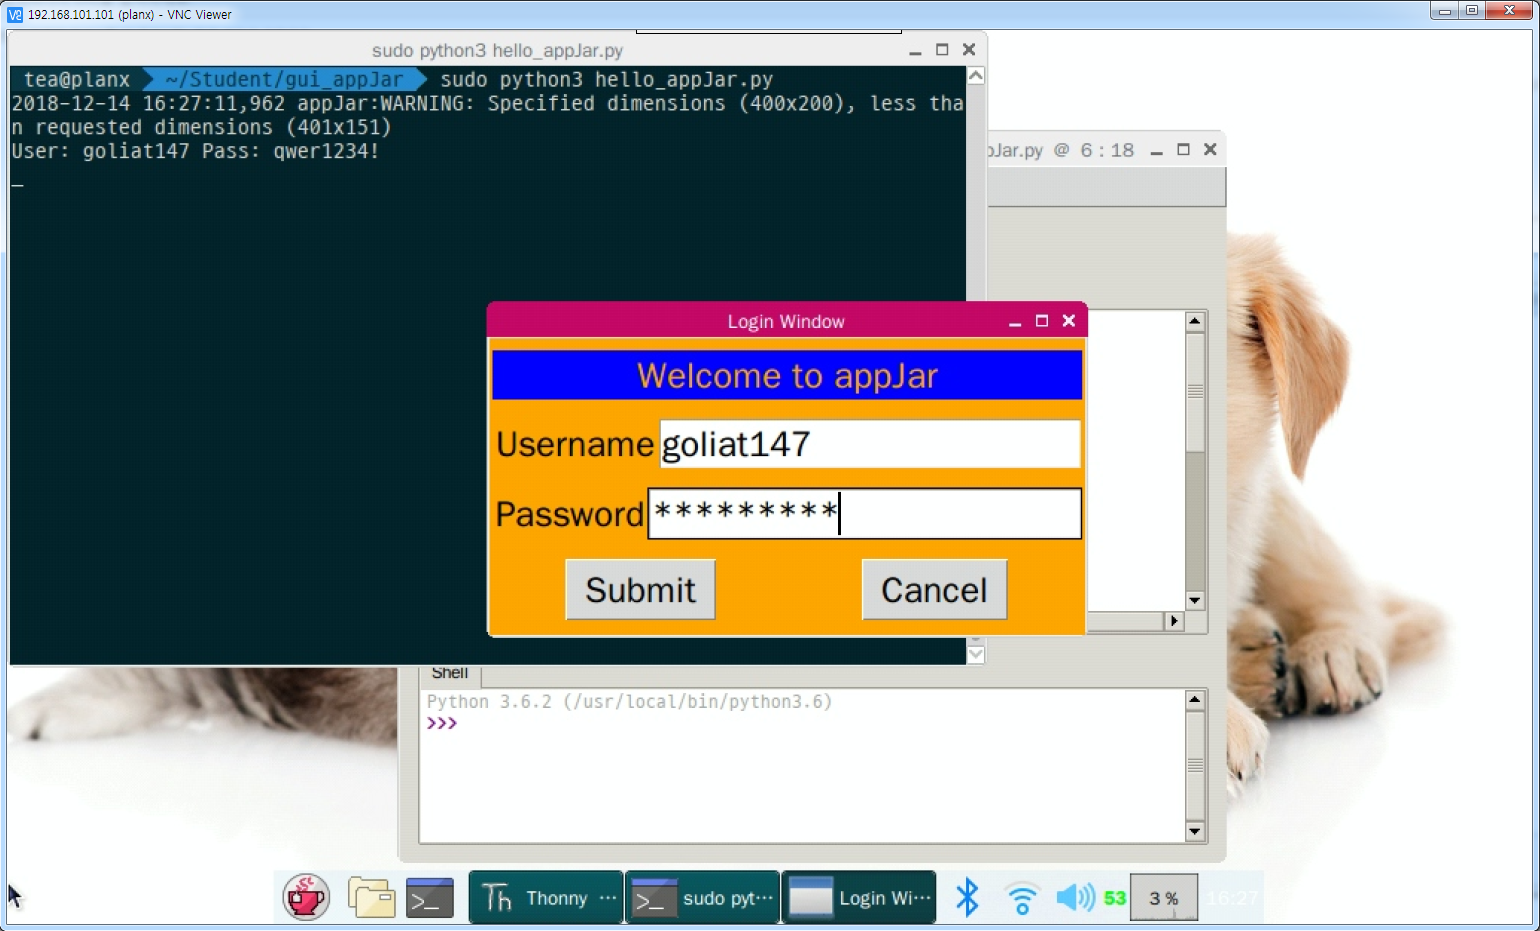 192.168.101.101 (planx) - VNC Viewer
sudo python3 hello_appJar.py
tea@planx ~/Student/gui_appJar sudo python3 hello_appJar.py
2018-12-14 16:27:11,962 appJar:WARNING: Specified dimensions (400x200), less tha
n requested dimensions (401x151)
User: goliat147 Pass: qwer1234!
Jar.py @ 6 : 18
Login Window
Welcome to appJar
Username goliat147
Password *********
Submit Cancel
Shell
Python 3.6.2 (/usr/local/bin/python3.6)
>>>
Thonny ··· sudo pyt··· Login Wi··· 53 3 % 16:27